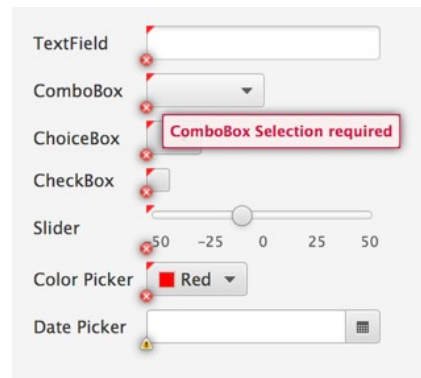 TextField
ComboBox
ComboBox Selection required
ChoiceBox
CheckBox
Slider
-50 -25 0 25 50
Color Picker Red
Date Picker